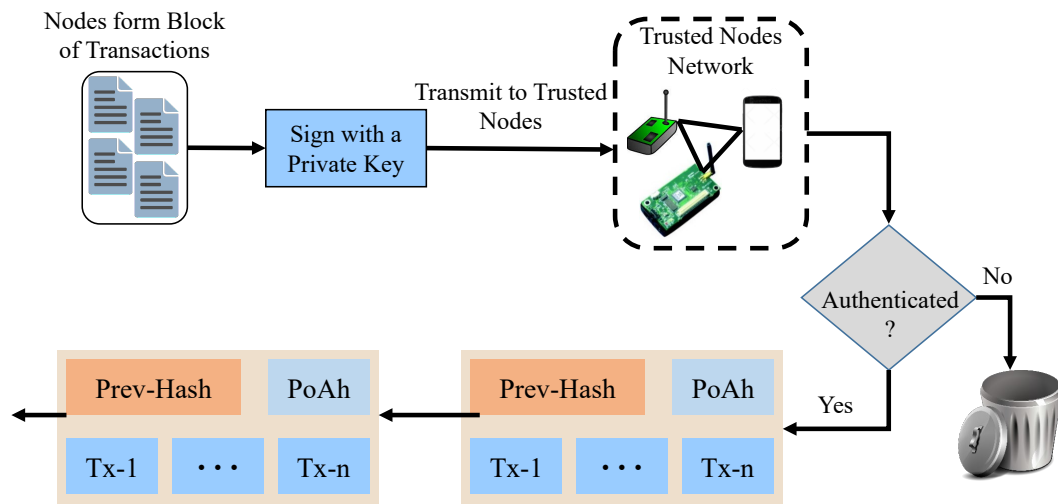 Nodes form Block
of Transactions
Sign with a
Private Key
Transmit to Trusted
Nodes
Trusted Nodes
Network
Authenticated
?
No
Yes
Prev-Hash
PoAh
Tx-1
···
Tx-n
Prev-Hash
PoAh
Tx-1
···
Tx-n